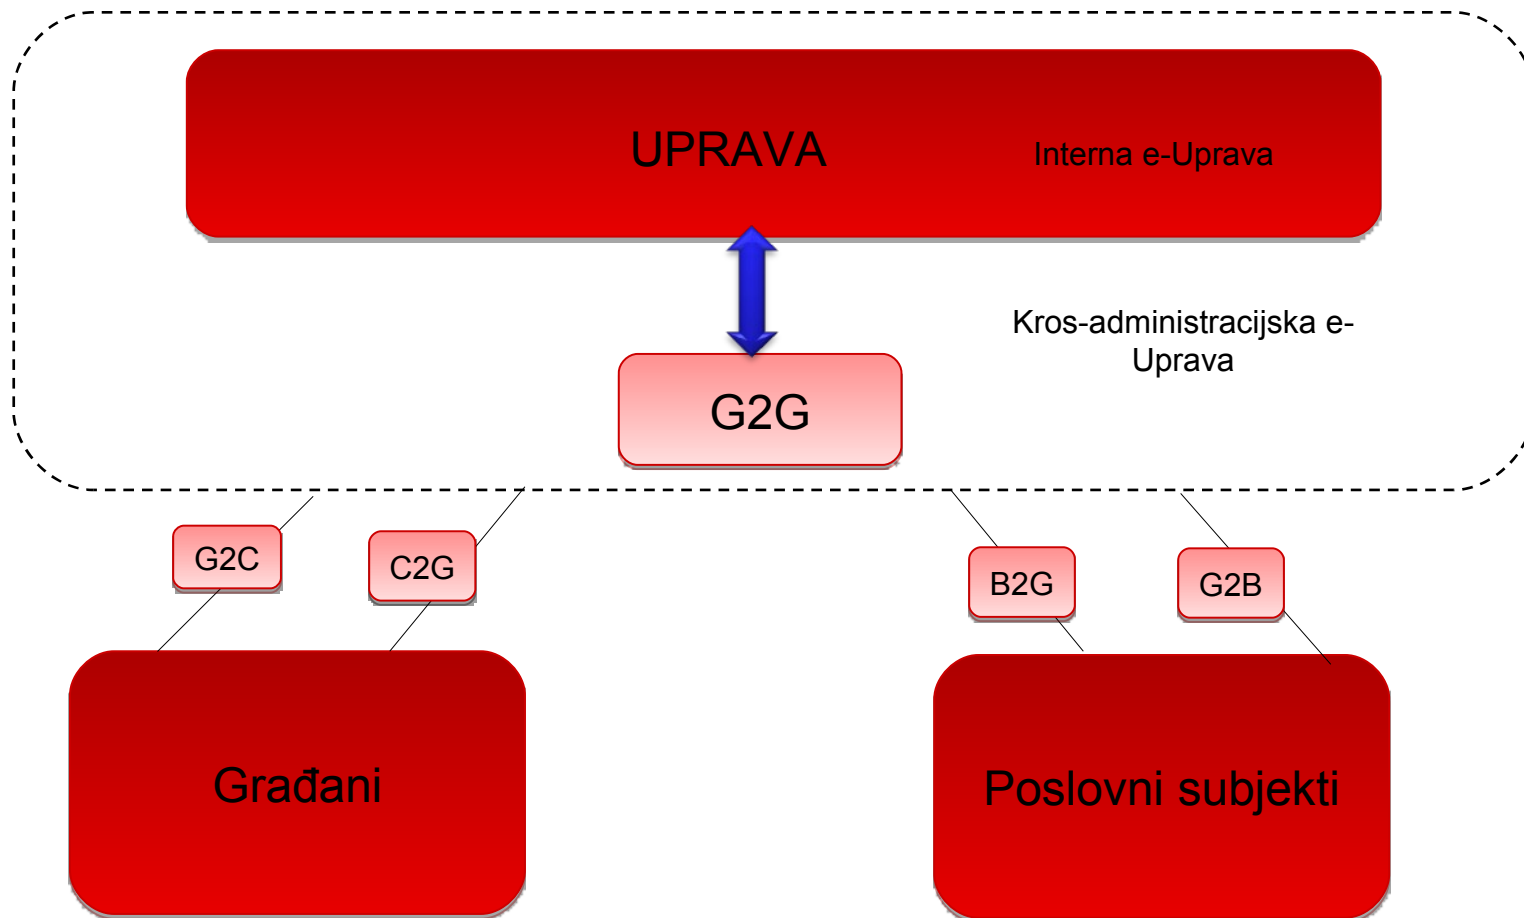 UPRAVA
Interna e-Uprava
Kros-administracijska e-
Uprava
G2G
G2C
C2G
B2G
G2B
Građani
Poslovni subjekti